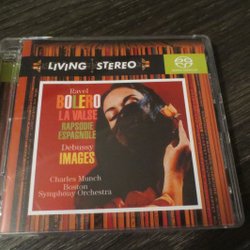 LIVING STEREO
Ravel
BOLERO
LA VALSE
RAPSODIE
ESPAGNOLE
Debussy
IMAGES
Charles Munch
Boston
Symphony Orchestra